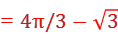 = 4π/3 − √3